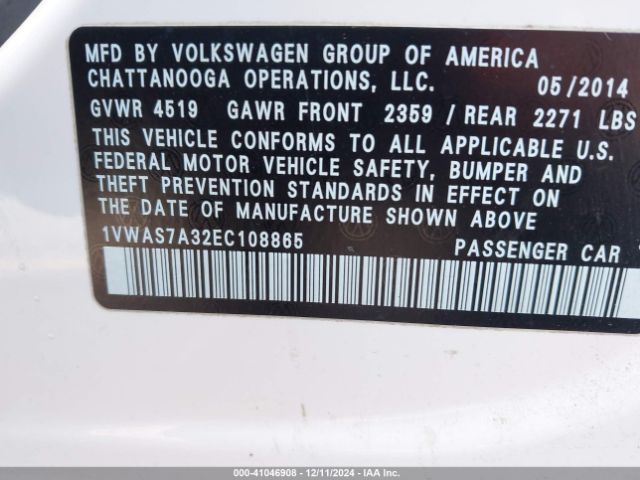 MFD BY VOLKSWAGEN GROUP OF AMERICA
CHATTANOOGA OPERATIONS, LLC. 05/2014
GVWR 4519 GAWR FRONT 2359 / REAR 2271 LBS
THIS VEHICLE CONFORMS TO ALL APPLICABLE U.S.
FEDERAL MOTOR VEHICLE SAFETY, BUMPER AND
THEFT PREVENTION STANDARDS IN EFFECT ON
THE DATE OF MANUFACTURE SHOWN ABOVE
1VWAS7A32EC108865 PASSENGER CAR
000-41046908 - 12/11/2024 - IAA Inc.